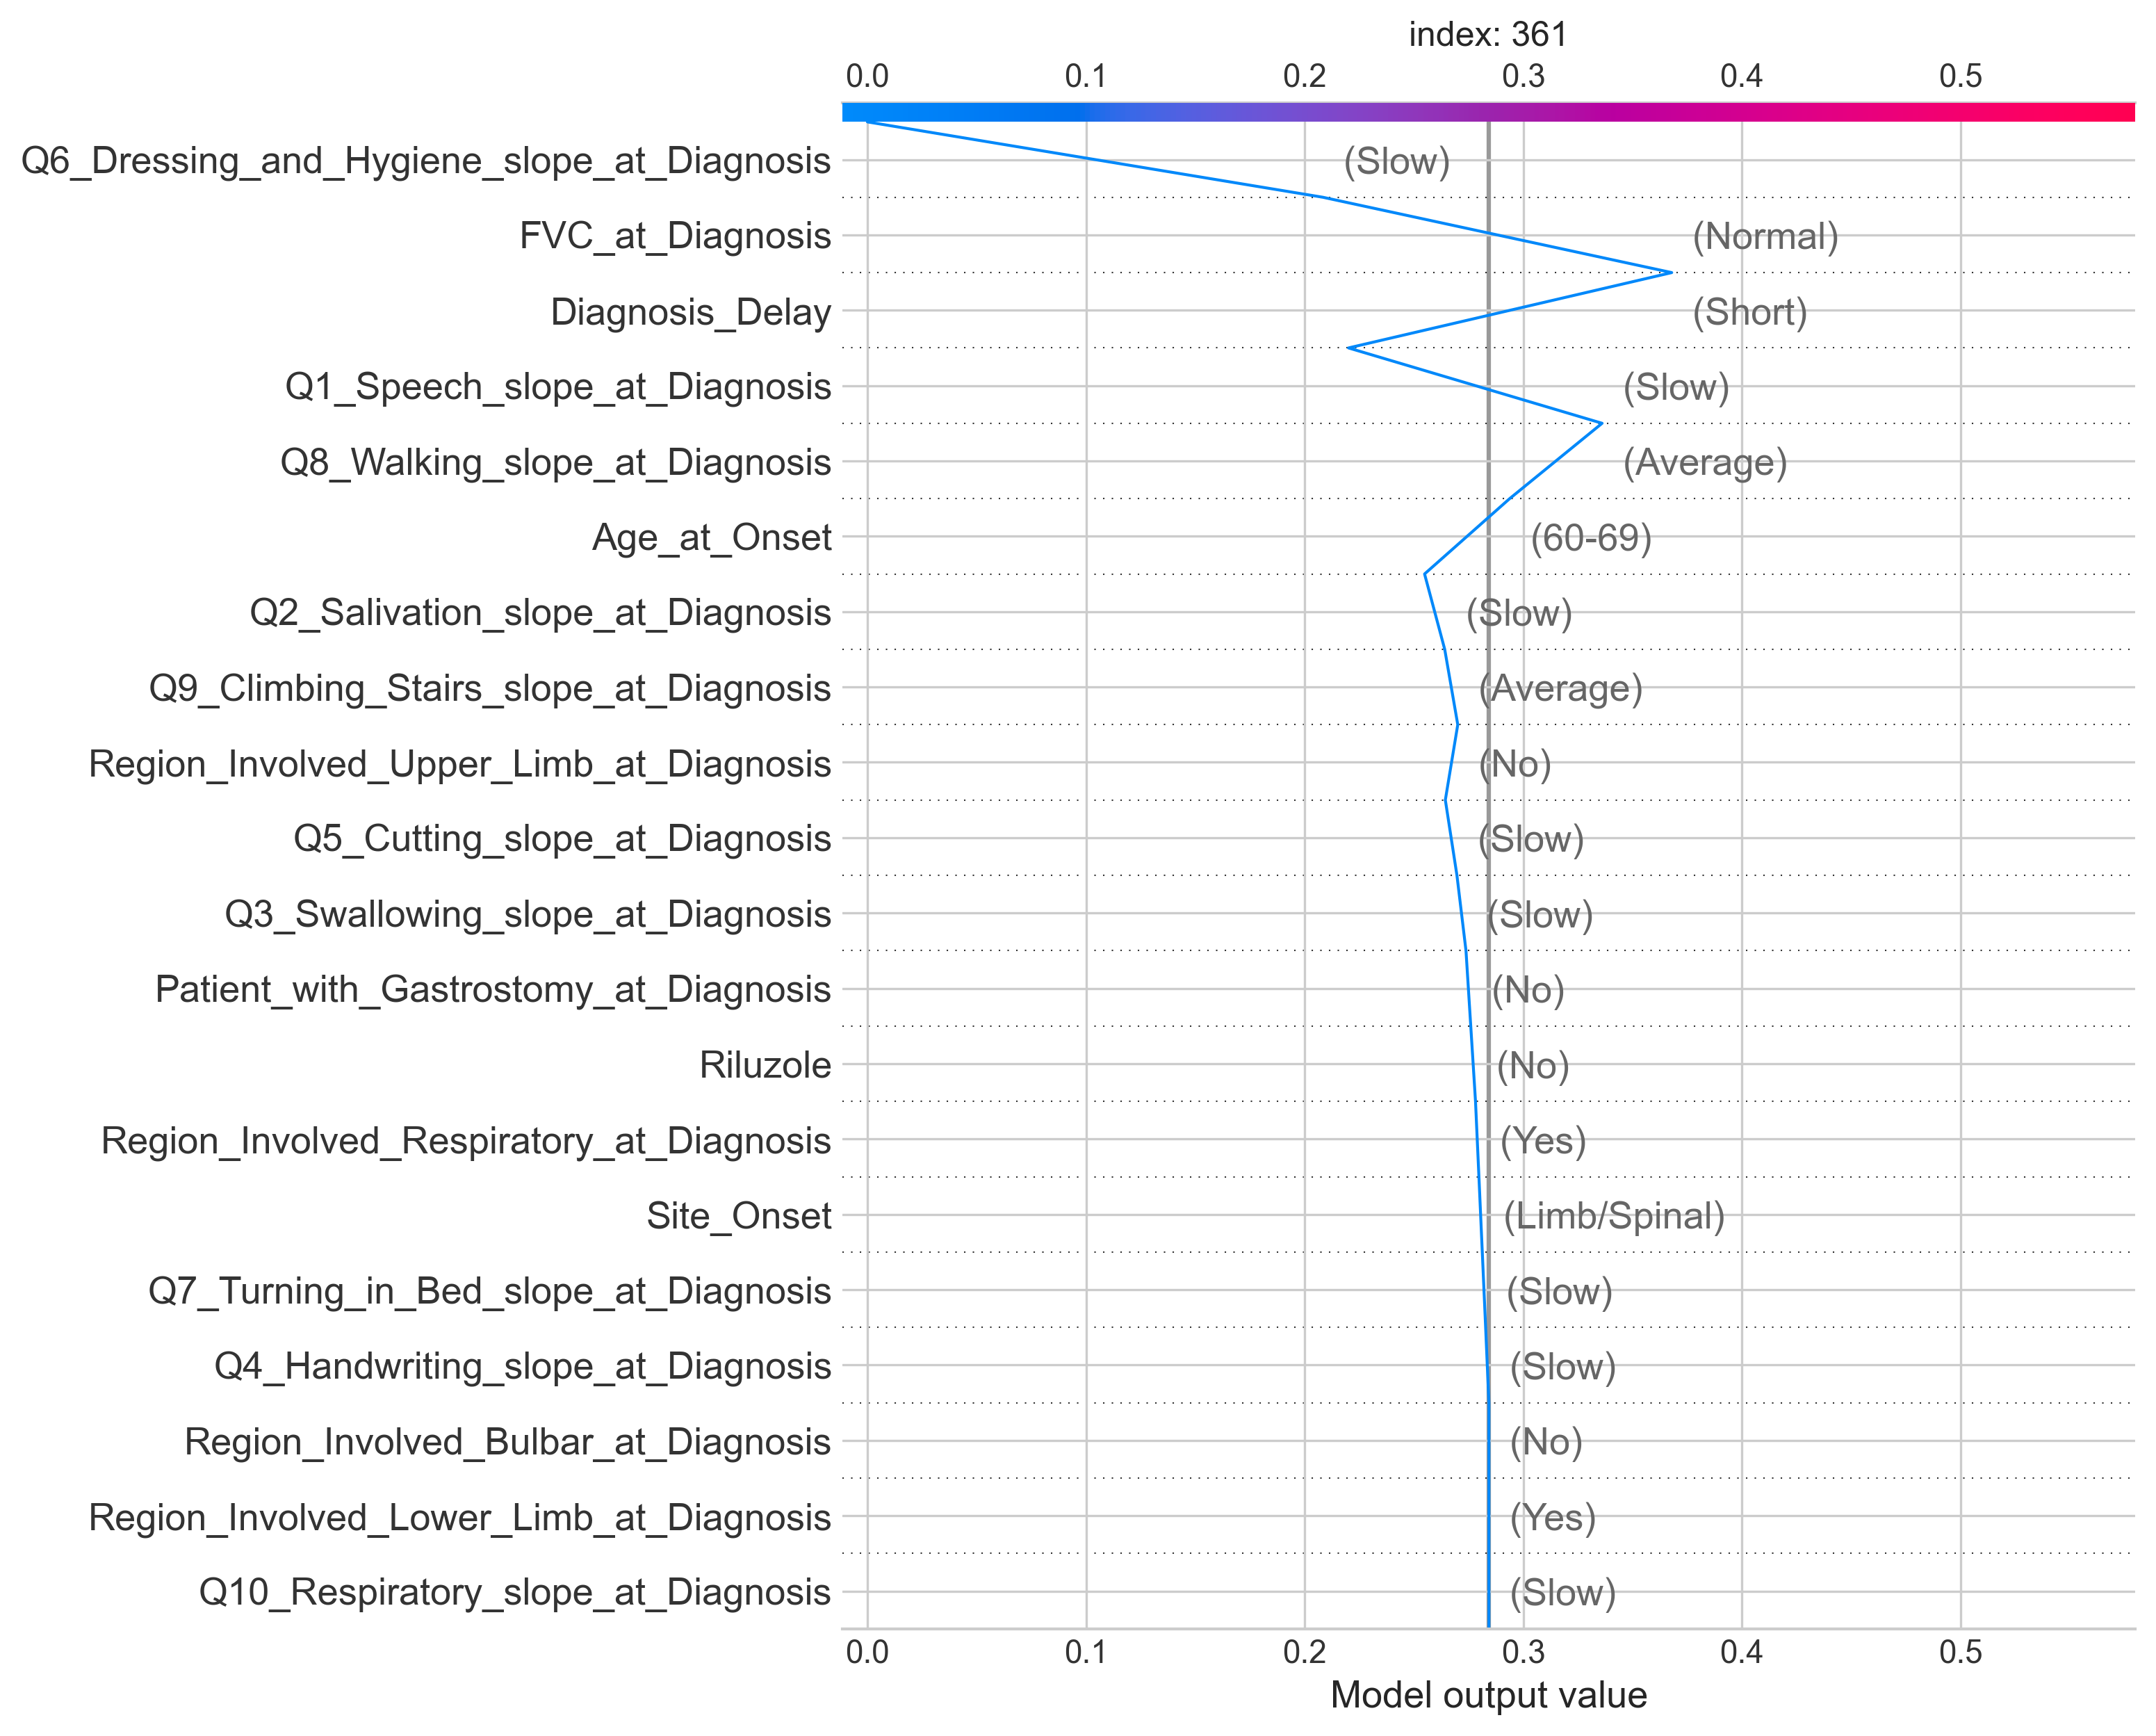 index: 361
0.0 0.1 0.2 0.3 0.4 0.5
Q6_Dressing_and_Hygiene_slope_at_Diagnosis (Slow)
FVC_at_Diagnosis (Normal)
Diagnosis_Delay (Short)
Q1_Speech_slope_at_Diagnosis (Slow)
Q8_Walking_slope_at_Diagnosis (Average)
Age_at_Onset (60-69)
Q2_Salivation_slope_at_Diagnosis (Slow)
Q9_Climbing_Stairs_slope_at_Diagnosis (Average)
Region_Involved_Upper_Limb_at_Diagnosis (No)
Q5_Cutting_slope_at_Diagnosis (Slow)
Q3_Swallowing_slope_at_Diagnosis (Slow)
Patient_with_Gastrostomy_at_Diagnosis (No)
Riluzole (No)
Region_Involved_Respiratory_at_Diagnosis (Yes)
Site_Onset (Limb/Spinal)
Q7_Turning_in_Bed_slope_at_Diagnosis (Slow)
Q4_Handwriting_slope_at_Diagnosis (Slow)
Region_Involved_Bulbar_at_Diagnosis (No)
Region_Involved_Lower_Limb_at_Diagnosis (Yes)
Q10_Respiratory_slope_at_Diagnosis (Slow)
0.0 0.1 0.2 0.3 0.4 0.5
Model output value